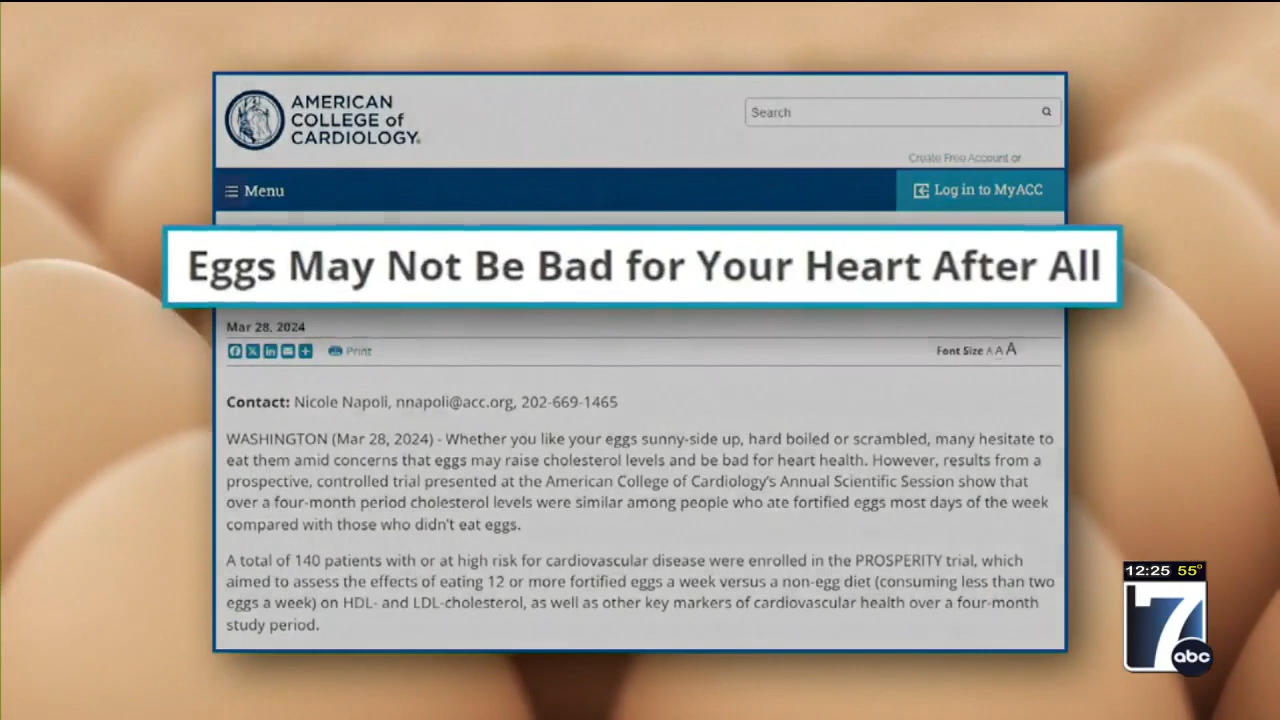 AMERICAN
COLLEGE of
CARDIOLOGY®
Search
Create Free Account or
Menu
Log in to MyACC
Eggs May Not Be Bad for Your Heart After All
Mar 28, 2024
Print
Font Size A A A
Contact: Nicole Napoli, nnapoli@acc.org, 202-669-1465
WASHINGTON (Mar 28, 2024) - Whether you like your eggs sunny-side up, hard boiled or scrambled, many hesitate to
eat them amid concerns that eggs may raise cholesterol levels and be bad for heart health. However, results from a
prospective, controlled trial presented at the American College of Cardiology's Annual Scientific Session show that
over a four-month period cholesterol levels were similar among people who ate fortified eggs most days of the week
compared with those who didn't eat eggs.
A total of 140 patients with or at high risk for cardiovascular disease were enrolled in the PROSPERITY trial, which
aimed to assess the effects of eating 12 or more fortified eggs a week versus a non-egg diet (consuming less than two
eggs a week) on HDL- and LDL-cholesterol, as well as other key markers of cardiovascular health over a four-month
study period.
12:25 55°
7
abc